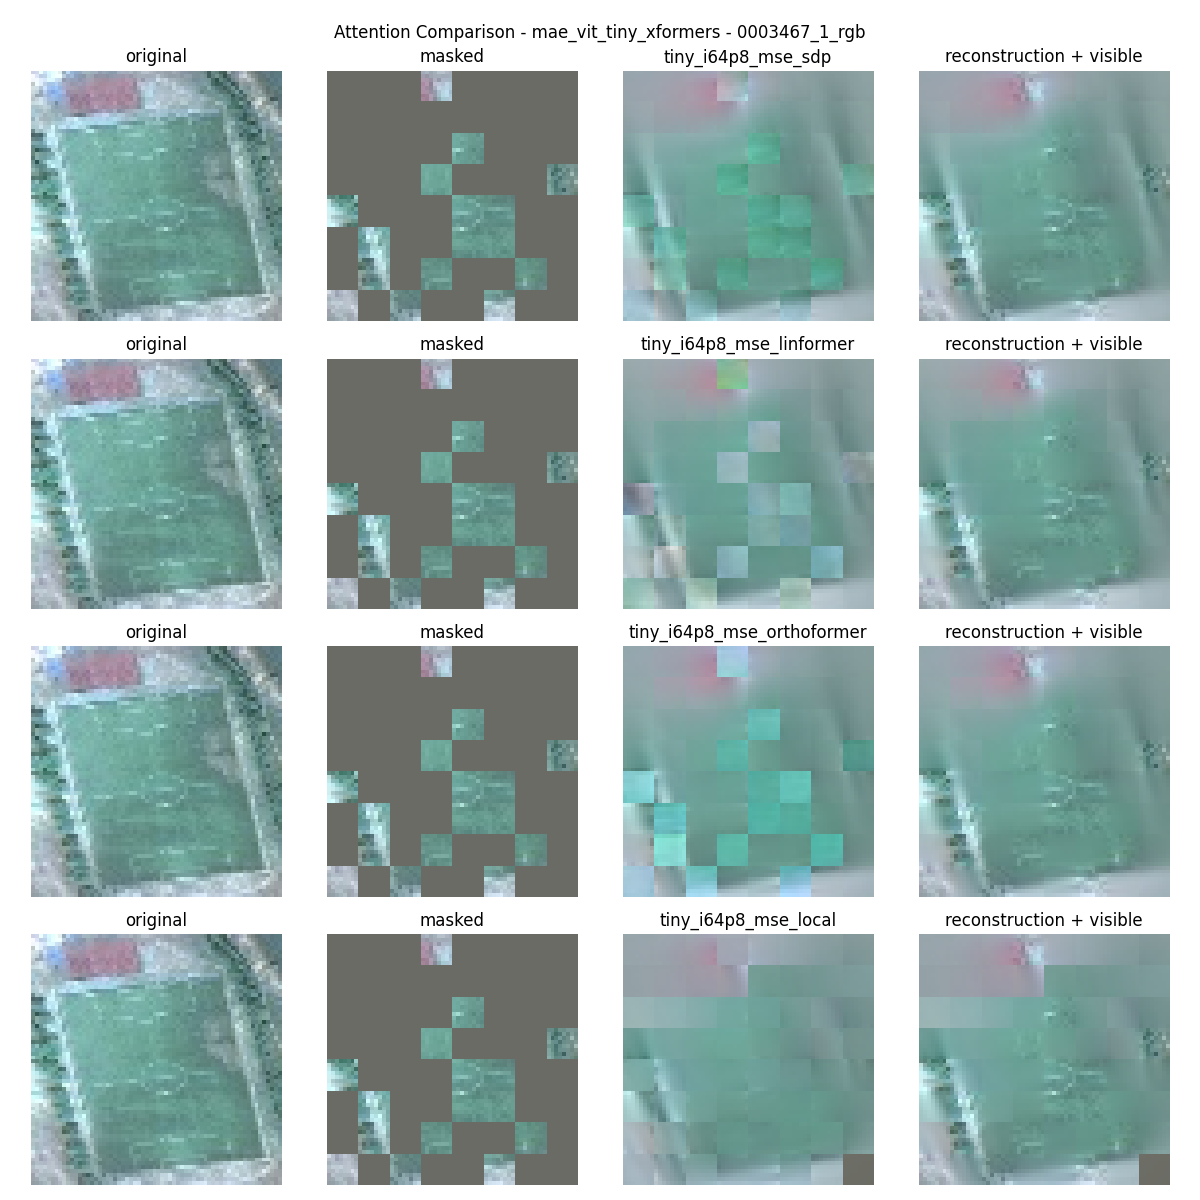 Attention Comparison - mae_vit_tiny_xformers - 0003467_1_rgb
original masked tiny_i64p8_mse_sdp reconstruction + visible
original masked tiny_i64p8_mse_linformer reconstruction + visible
original masked tiny_i64p8_mse_orthoformer reconstruction + visible
original masked tiny_i64p8_mse_local reconstruction + visible